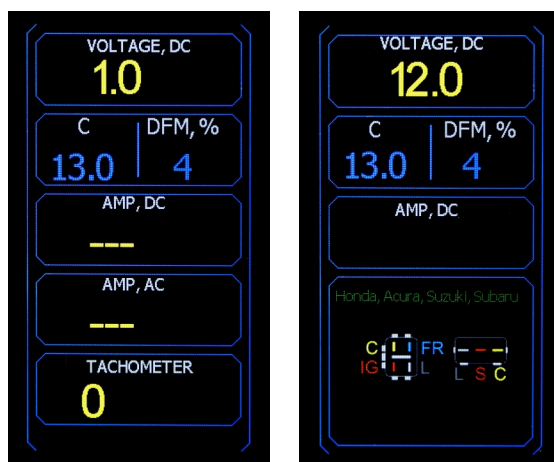 VOLTAGE, DC
1.0
C DFM, %
13.0 4
AMP, DC
---
AMP, AC
---
TACHOMETER
0
VOLTAGE, DC
12.0
C DFM, %
13.0 4
AMP, DC
Honda, Acura, Suzuki, Subaru
C FR
IG L
L S C